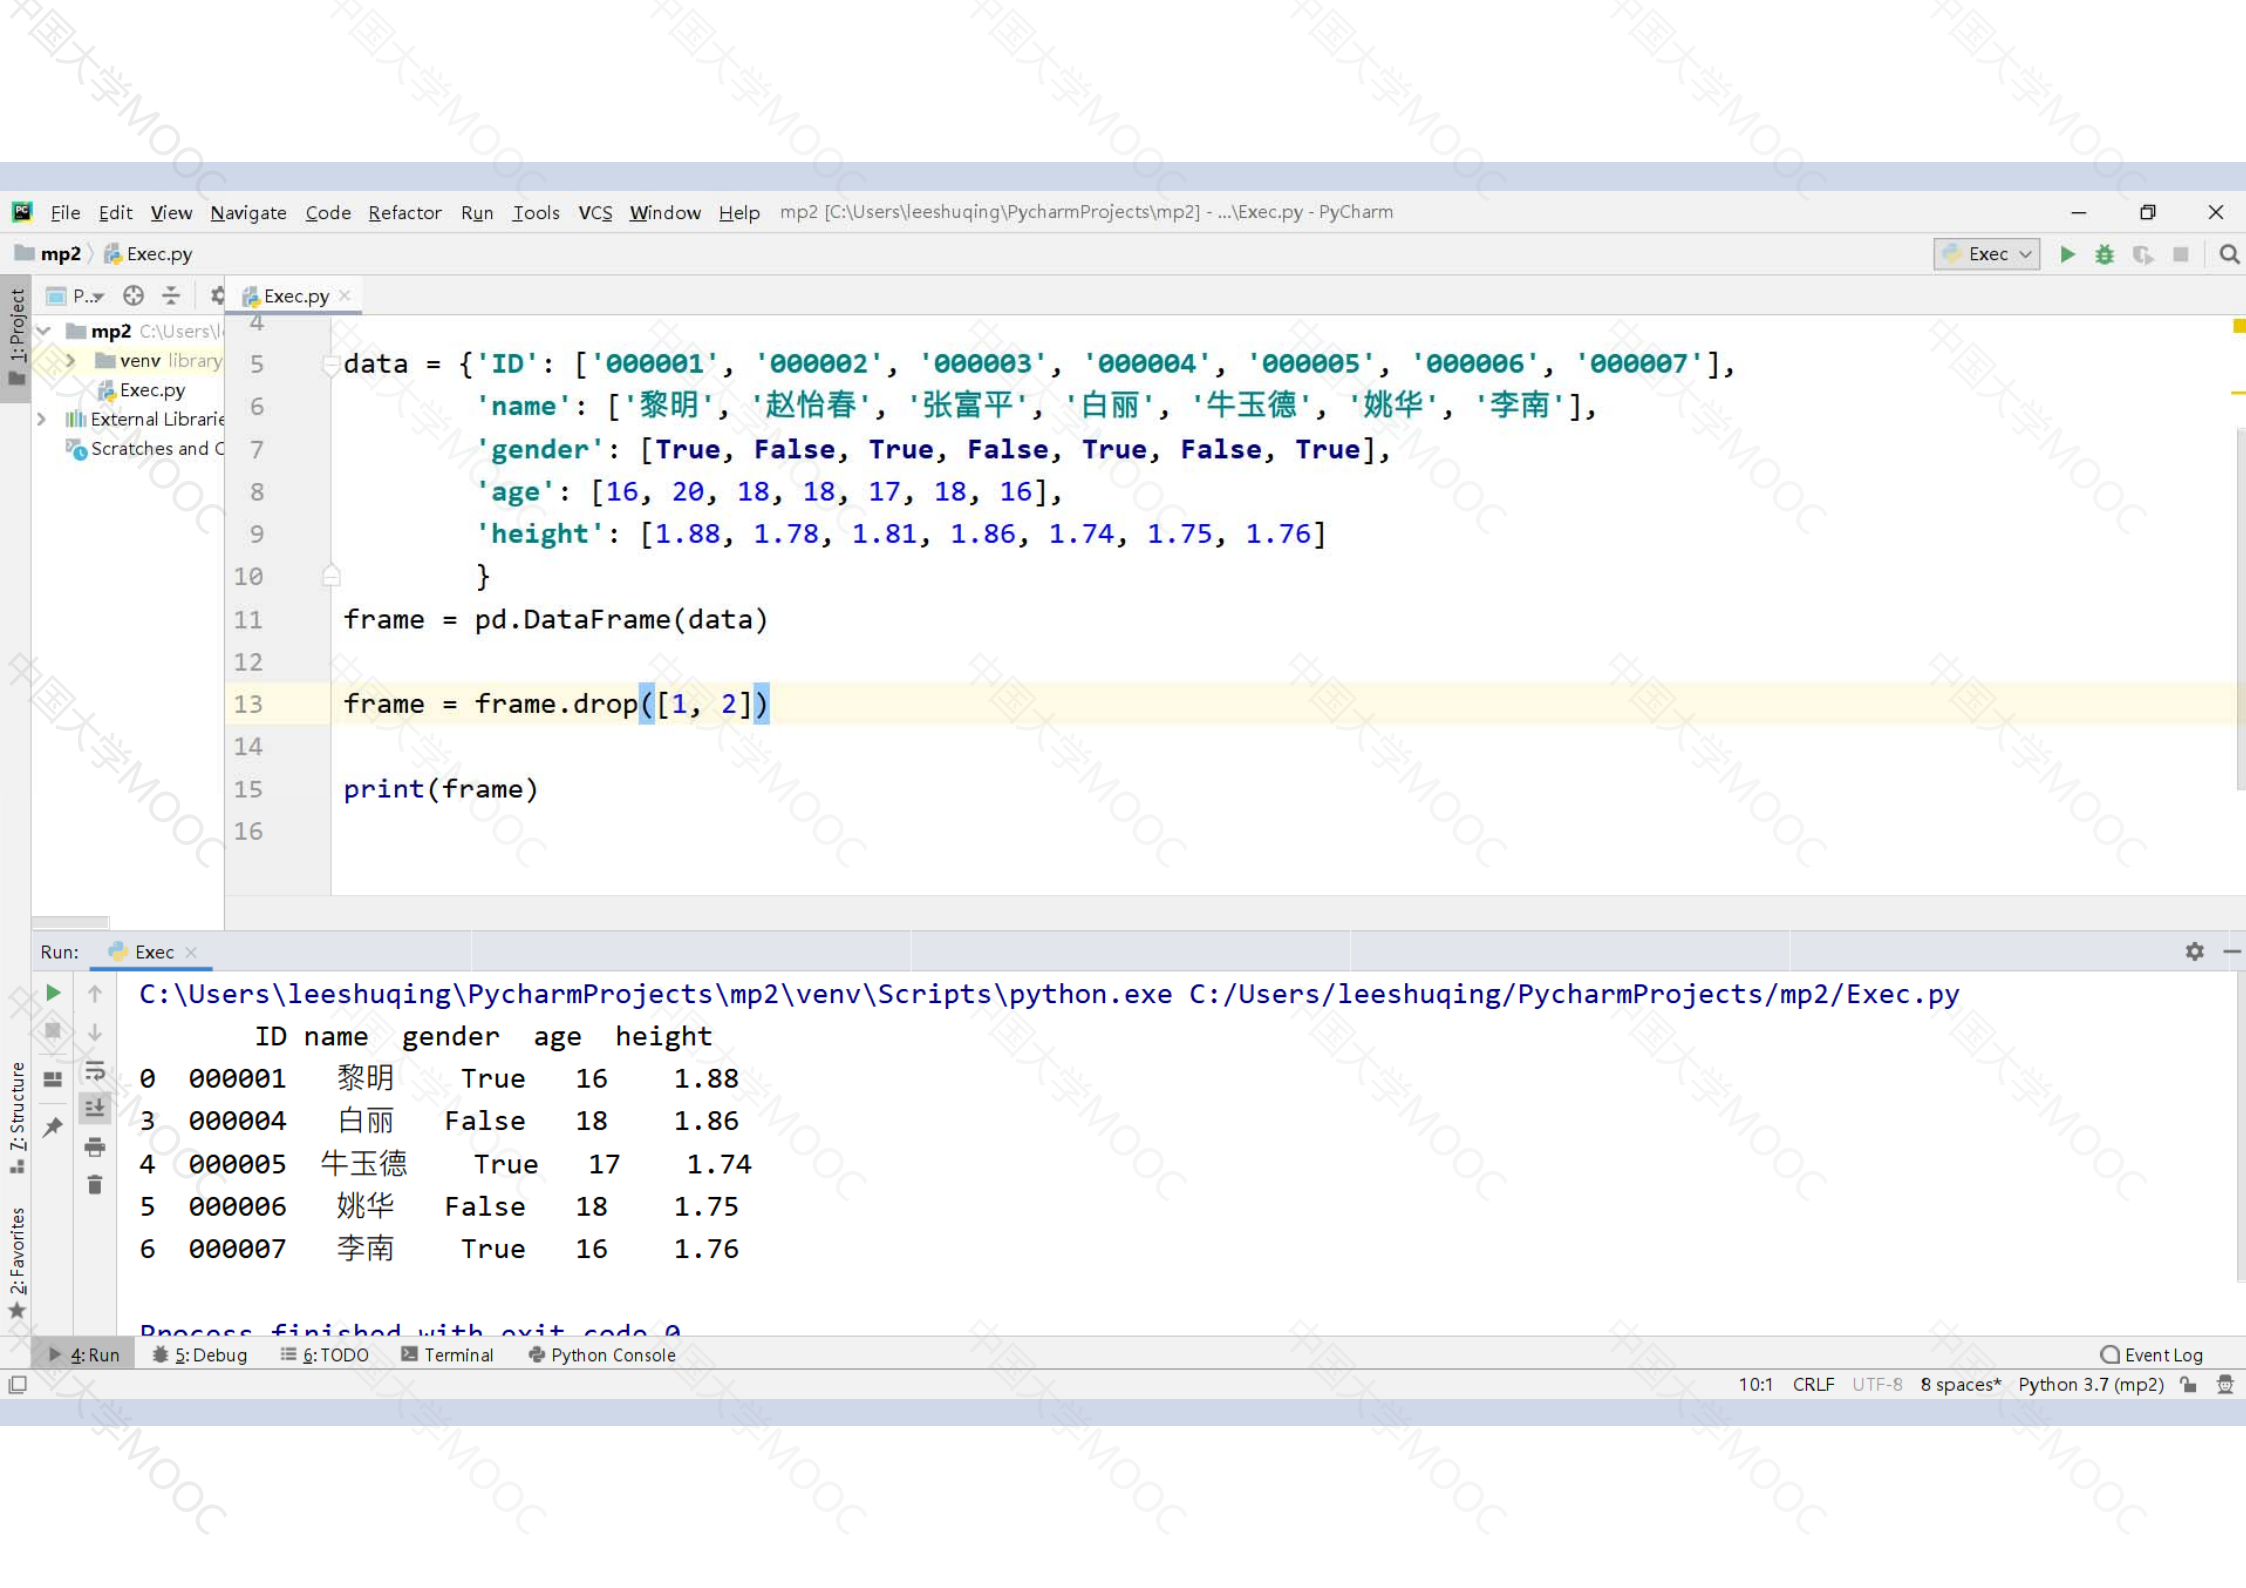 File Edit View Navigate Code Refactor Run Tools VCS Window Help mp2 [C:\Users\leeshuqing\PycharmProjects\mp2] - ...\Exec.py - PyCharm
mp2 Exec.py Exec
1: Project P.. Exec.py
mp2 C:\Users\l
venv library
Exec.py
External Librarie
Scratches and C
4
5 data = {'ID': ['000001', '000002', '000003', '000004', '000005', '000006', '000007'],
6 'name': ['黎明', '赵怡春', '张富平', '白丽', '牛玉德', '姚华', '李南'],
7 'gender': [True, False, True, False, True, False, True],
8 'age': [16, 20, 18, 18, 17, 18, 16],
9 'height': [1.88, 1.78, 1.81, 1.86, 1.74, 1.75, 1.76]
10 }
11 frame = pd.DataFrame(data)
12
13 frame = frame.drop([1, 2])
14
15 print(frame)
16
Run: Exec
C:\Users\leeshuqing\PycharmProjects\mp2\venv\Scripts\python.exe C:/Users/leeshuqing/PycharmProjects/mp2/Exec.py
ID name gender age height
0 000001 黎明 True 16 1.88
3 000004 白丽 False 18 1.86
4 000005 牛玉德 True 17 1.74
5 000006 姚华 False 18 1.75
6 000007 李南 True 16 1.76
Process finished with exit code 0
Z: Structure
2: Favorites
4: Run 5: Debug 6: TODO Terminal Python Console Event Log
10:1 CRLF UTF-8 8 spaces* Python 3.7 (mp2)
中国大学MOOC